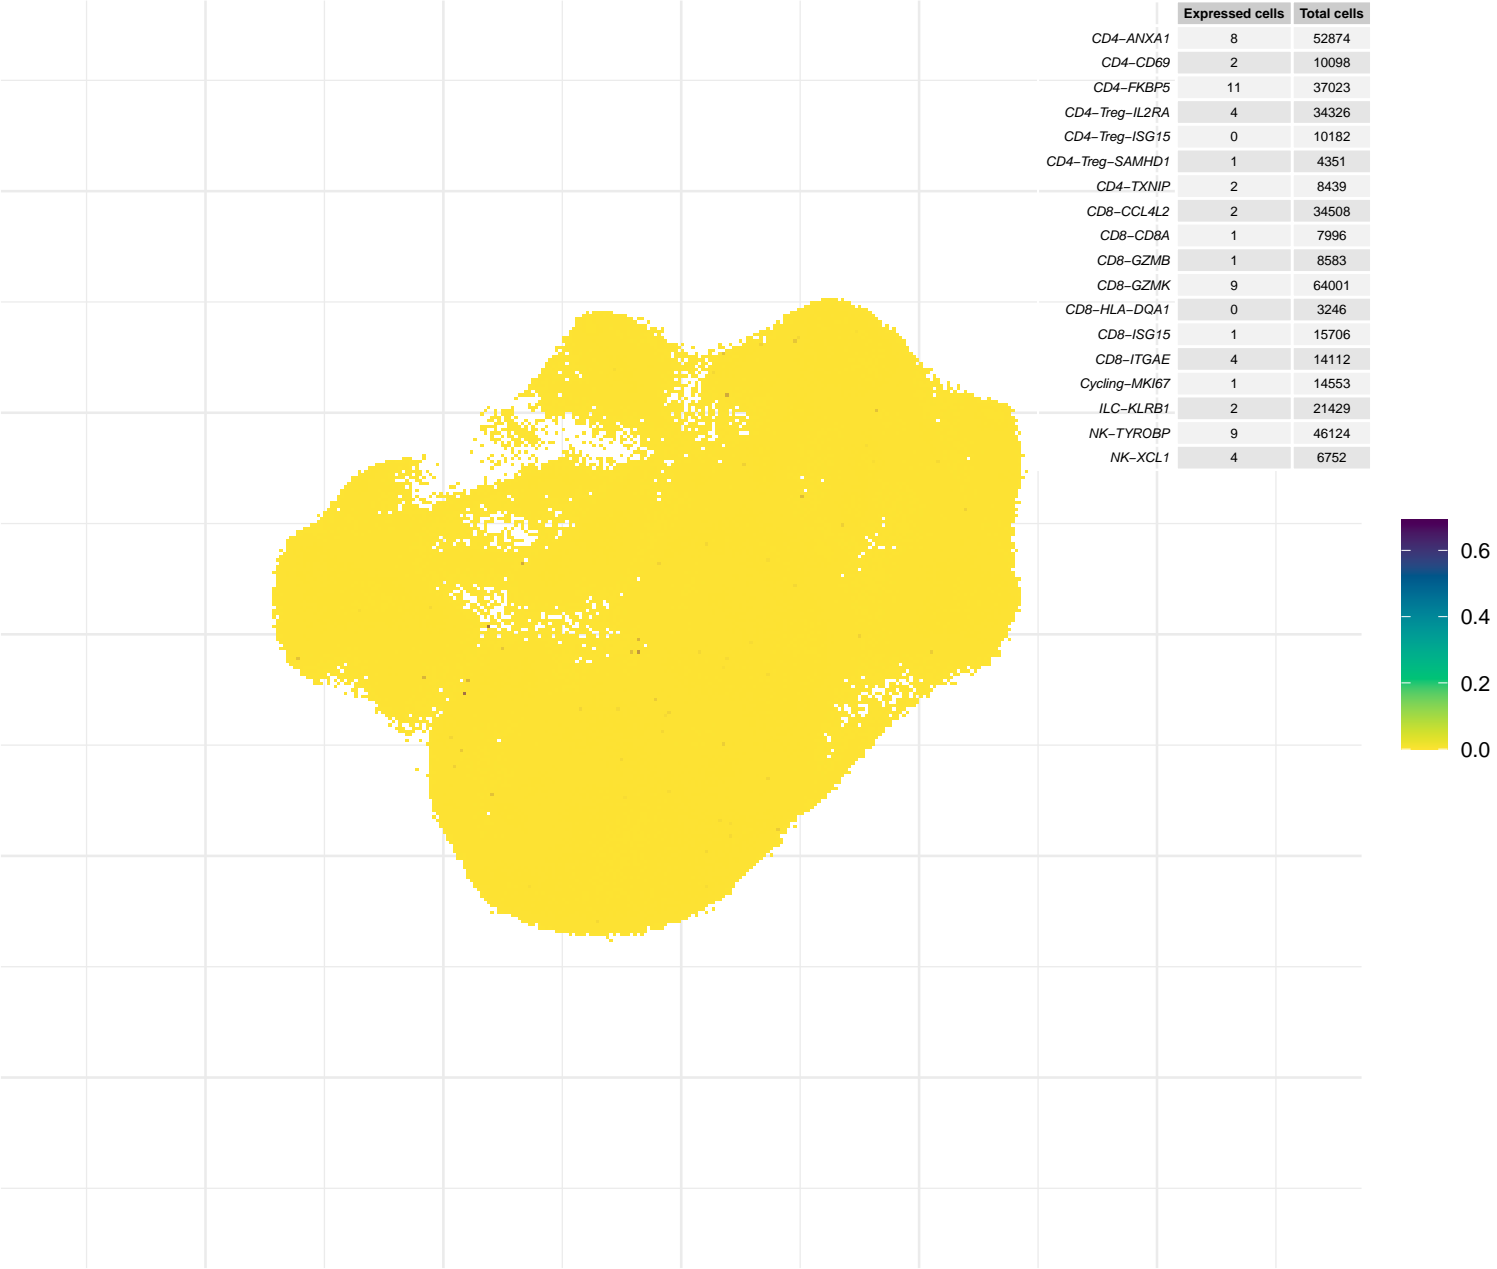 Expressed cells Total cells
CD4−ANXA1 8 52874
CD4−CD69 2 10098
CD4−FKBP5 11 37023
CD4−Treg−IL2RA 4 34326
CD4−Treg−ISG15 0 10182
CD4−Treg−SAMHD1 1 4351
CD4−TXNIP 2 8439
CD8−CCL4L2 2 34508
CD8−CD8A 1 7996
CD8−GZMB 1 8583
CD8−GZMK 9 64001
CD8−HLA−DQA1 0 3246
CD8−ISG15 1 15706
CD8−ITGAE 4 14112
Cycling−MKI67 1 14553
ILC−KLRB1 2 21429
NK−TYROBP 9 46124
NK−XCL1 4 6752
0.6
0.4
0.2
0.0